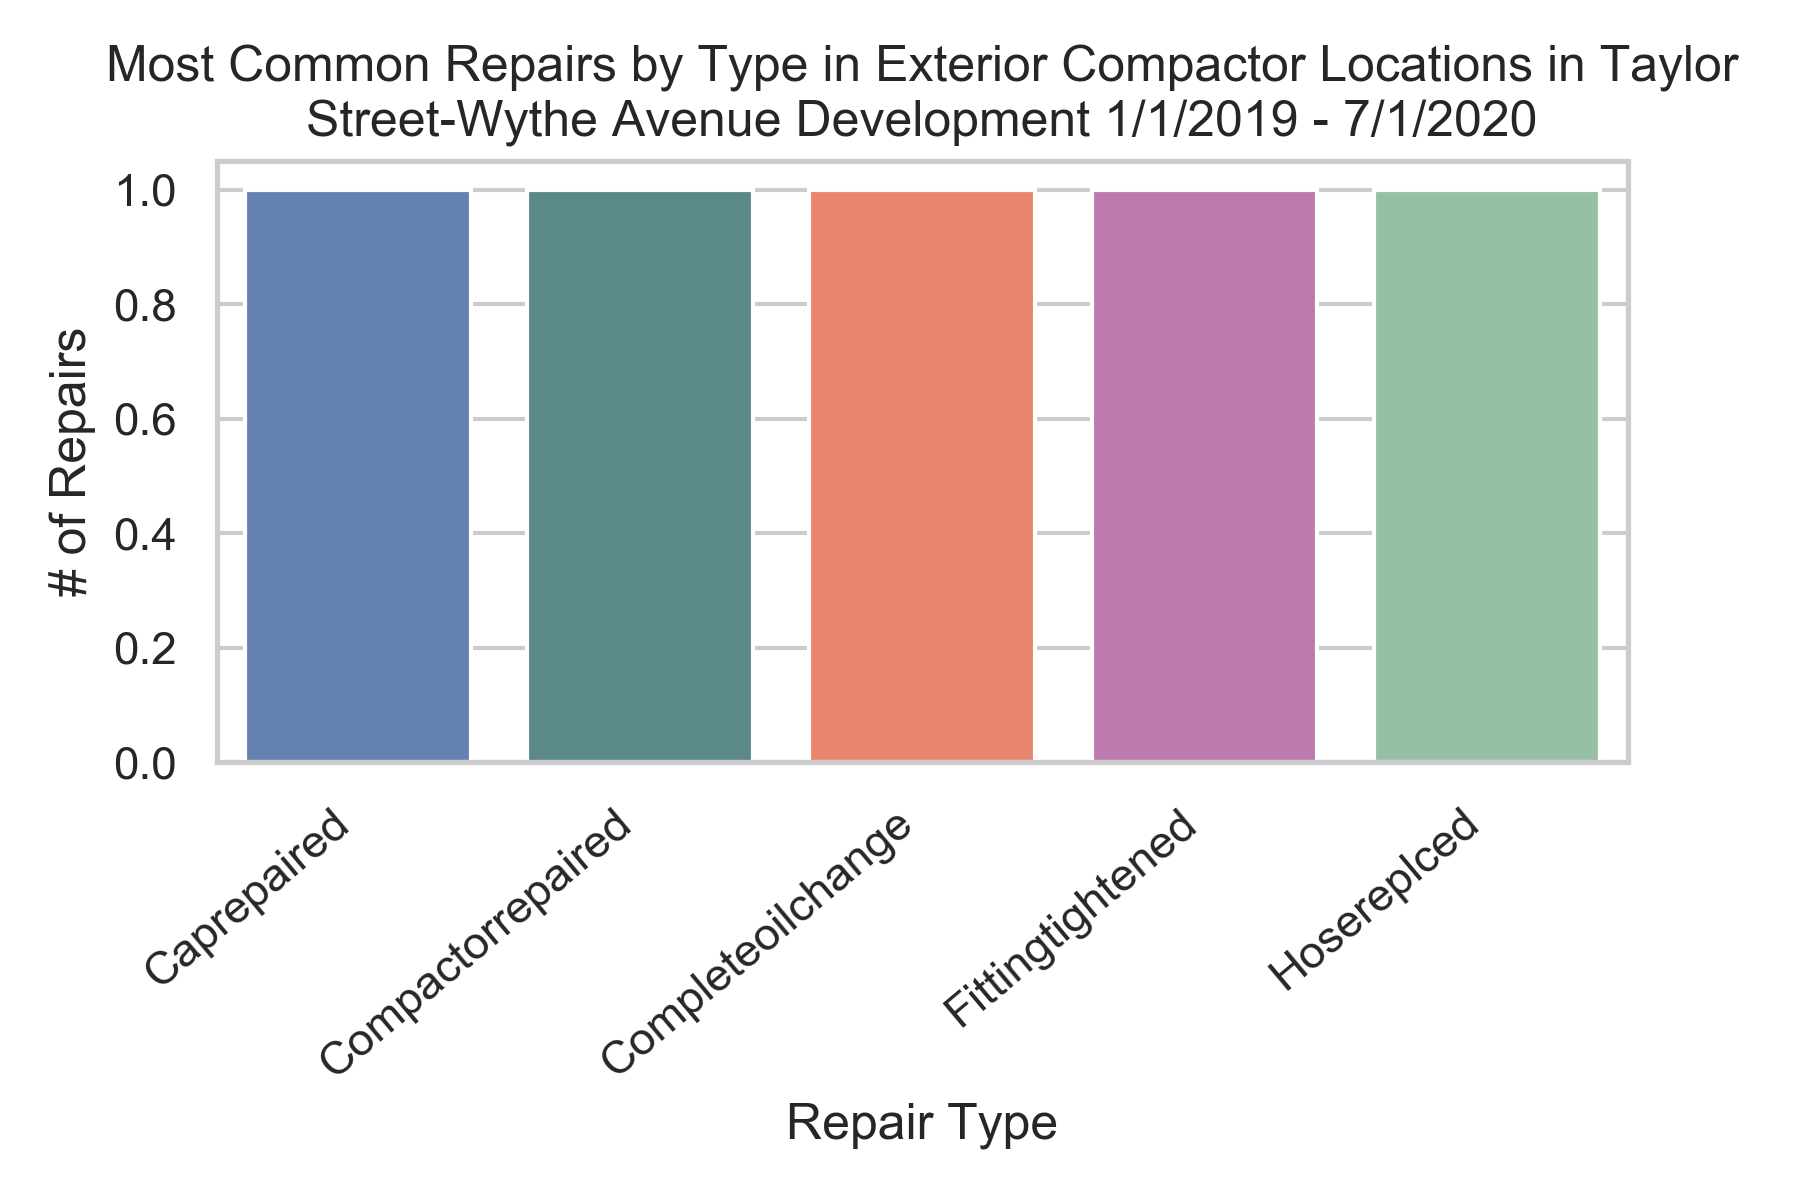 Most Common Repairs by Type in Exterior Compactor Locations in Taylor
Street-Wythe Avenue Development 1/1/2019 - 7/1/2020
1.0
0.8
0.6
0.4
0.2
0.0
# of Repairs
Caprepaired
Compactorrepaired
Completeoilchange
Fittingtightened
Hosereplced
Repair Type